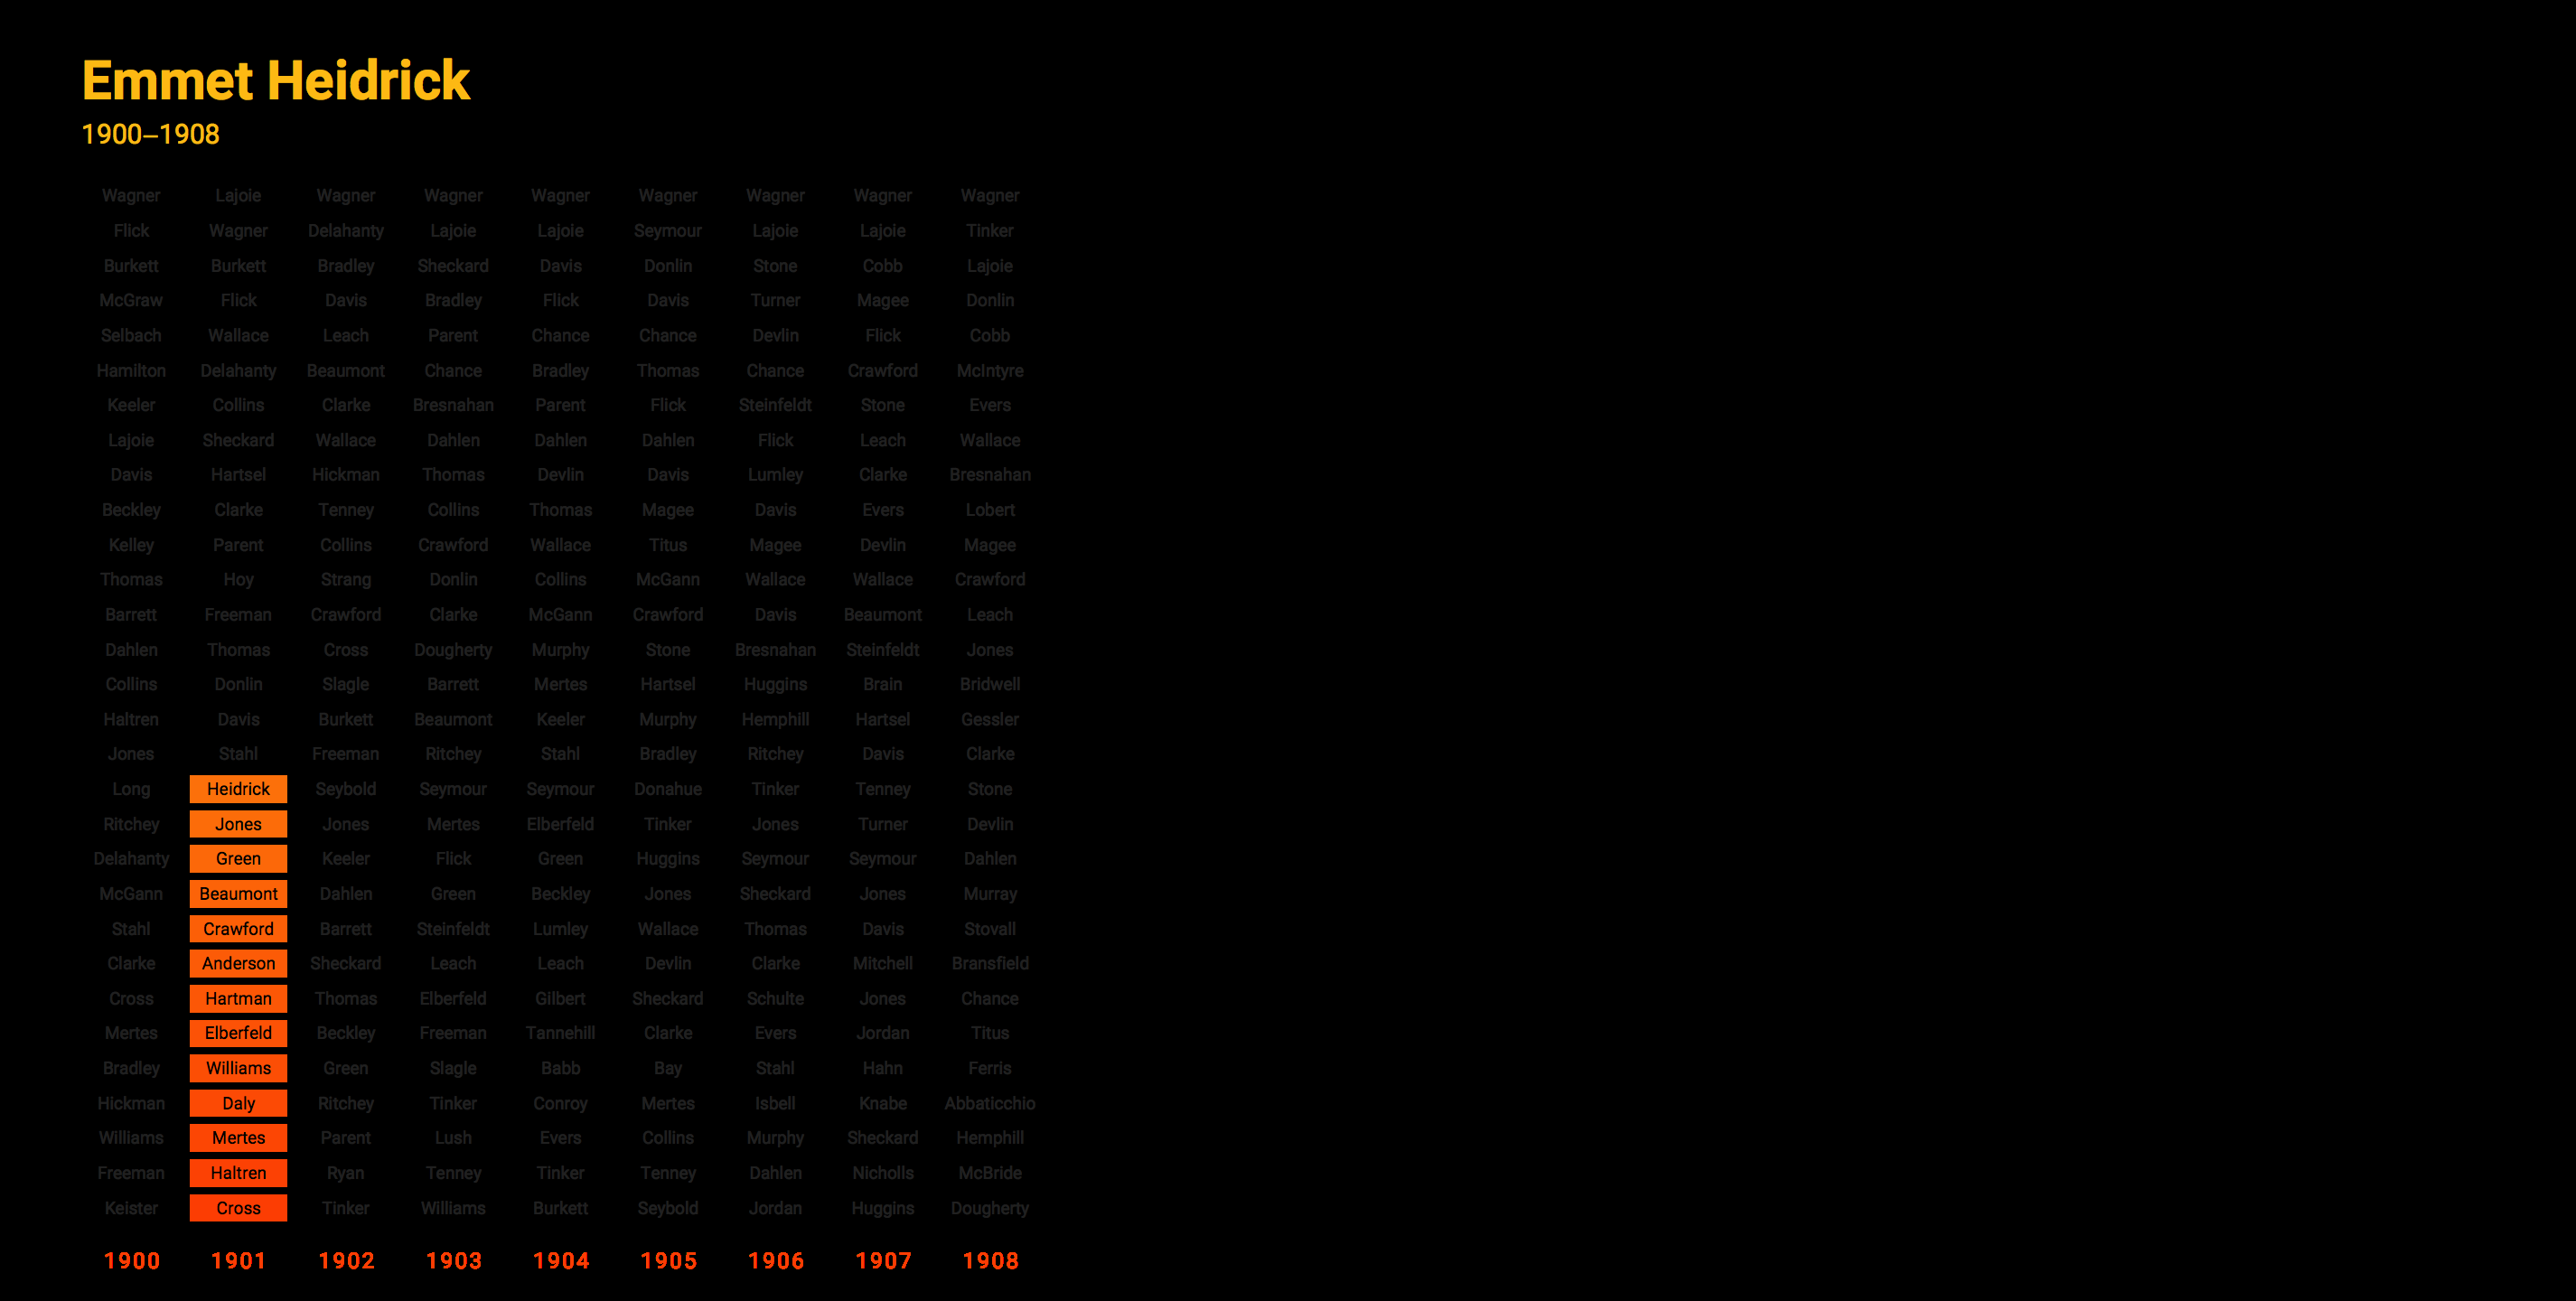 Emmet Heidrick
1900–1908
Wagner Lajoie Wagner Wagner Wagner Wagner Wagner Wagner Wagner
Flick Wagner Delahanty Lajoie Lajoie Seymour Lajoie Lajoie Tinker
Burkett Burkett Bradley Sheckard Davis Donlin Stone Cobb Lajoie
McGraw Flick Davis Bradley Flick Davis Turner Magee Donlin
Selbach Wallace Leach Parent Chance Chance Devlin Flick Cobb
Hamilton Delahanty Beaumont Chance Bradley Thomas Chance Crawford McIntyre
Keeler Collins Clarke Bresnahan Parent Flick Steinfeldt Stone Evers
Lajoie Sheckard Wallace Dahlen Dahlen Dahlen Flick Leach Wallace
Davis Hartsel Hickman Thomas Devlin Davis Lumley Clarke Bresnahan
Beckley Clarke Tenney Collins Thomas Magee Davis Evers Lobert
Kelley Parent Collins Crawford Wallace Titus Magee Devlin Magee
Thomas Hoy Strang Donlin Collins McGann Wallace Wallace Crawford
Barrett Freeman Crawford Clarke McGann Crawford Davis Beaumont Leach
Dahlen Thomas Cross Dougherty Murphy Stone Bresnahan Steinfeldt Jones
Collins Donlin Slagle Barrett Mertes Hartsel Huggins Brain Bridwell
Haltren Davis Burkett Beaumont Keeler Murphy Hemphill Hartsel Gessler
Jones Stahl Freeman Ritchey Stahl Bradley Ritchey Davis Clarke
Long Heidrick Seybold Seymour Seymour Donahue Tinker Tenney Stone
Ritchey Jones Jones Mertes Elberfeld Tinker Jones Turner Devlin
Delahanty Green Keeler Flick Green Huggins Seymour Seymour Dahlen
McGann Beaumont Dahlen Green Beckley Jones Sheckard Jones Murray
Stahl Crawford Barrett Steinfeldt Lumley Wallace Thomas Davis Stovall
Clarke Anderson Sheckard Leach Leach Devlin Clarke Mitchell Bransfield
Cross Hartman Thomas Elberfeld Gilbert Sheckard Schulte Jones Chance
Mertes Elberfeld Beckley Freeman Tannehill Clarke Evers Jordan Titus
Bradley Williams Green Slagle Babb Bay Stahl Hahn Ferris
Hickman Daly Ritchey Tinker Conroy Mertes Isbell Knabe Abbaticchio
Williams Mertes Parent Lush Evers Collins Murphy Sheckard Hemphill
Freeman Haltren Ryan Tenney Tinker Tenney Dahlen Nicholls McBride
Keister Cross Tinker Williams Burkett Seybold Jordan Huggins Dougherty
1900 1901 1902 1903 1904 1905 1906 1907 1908